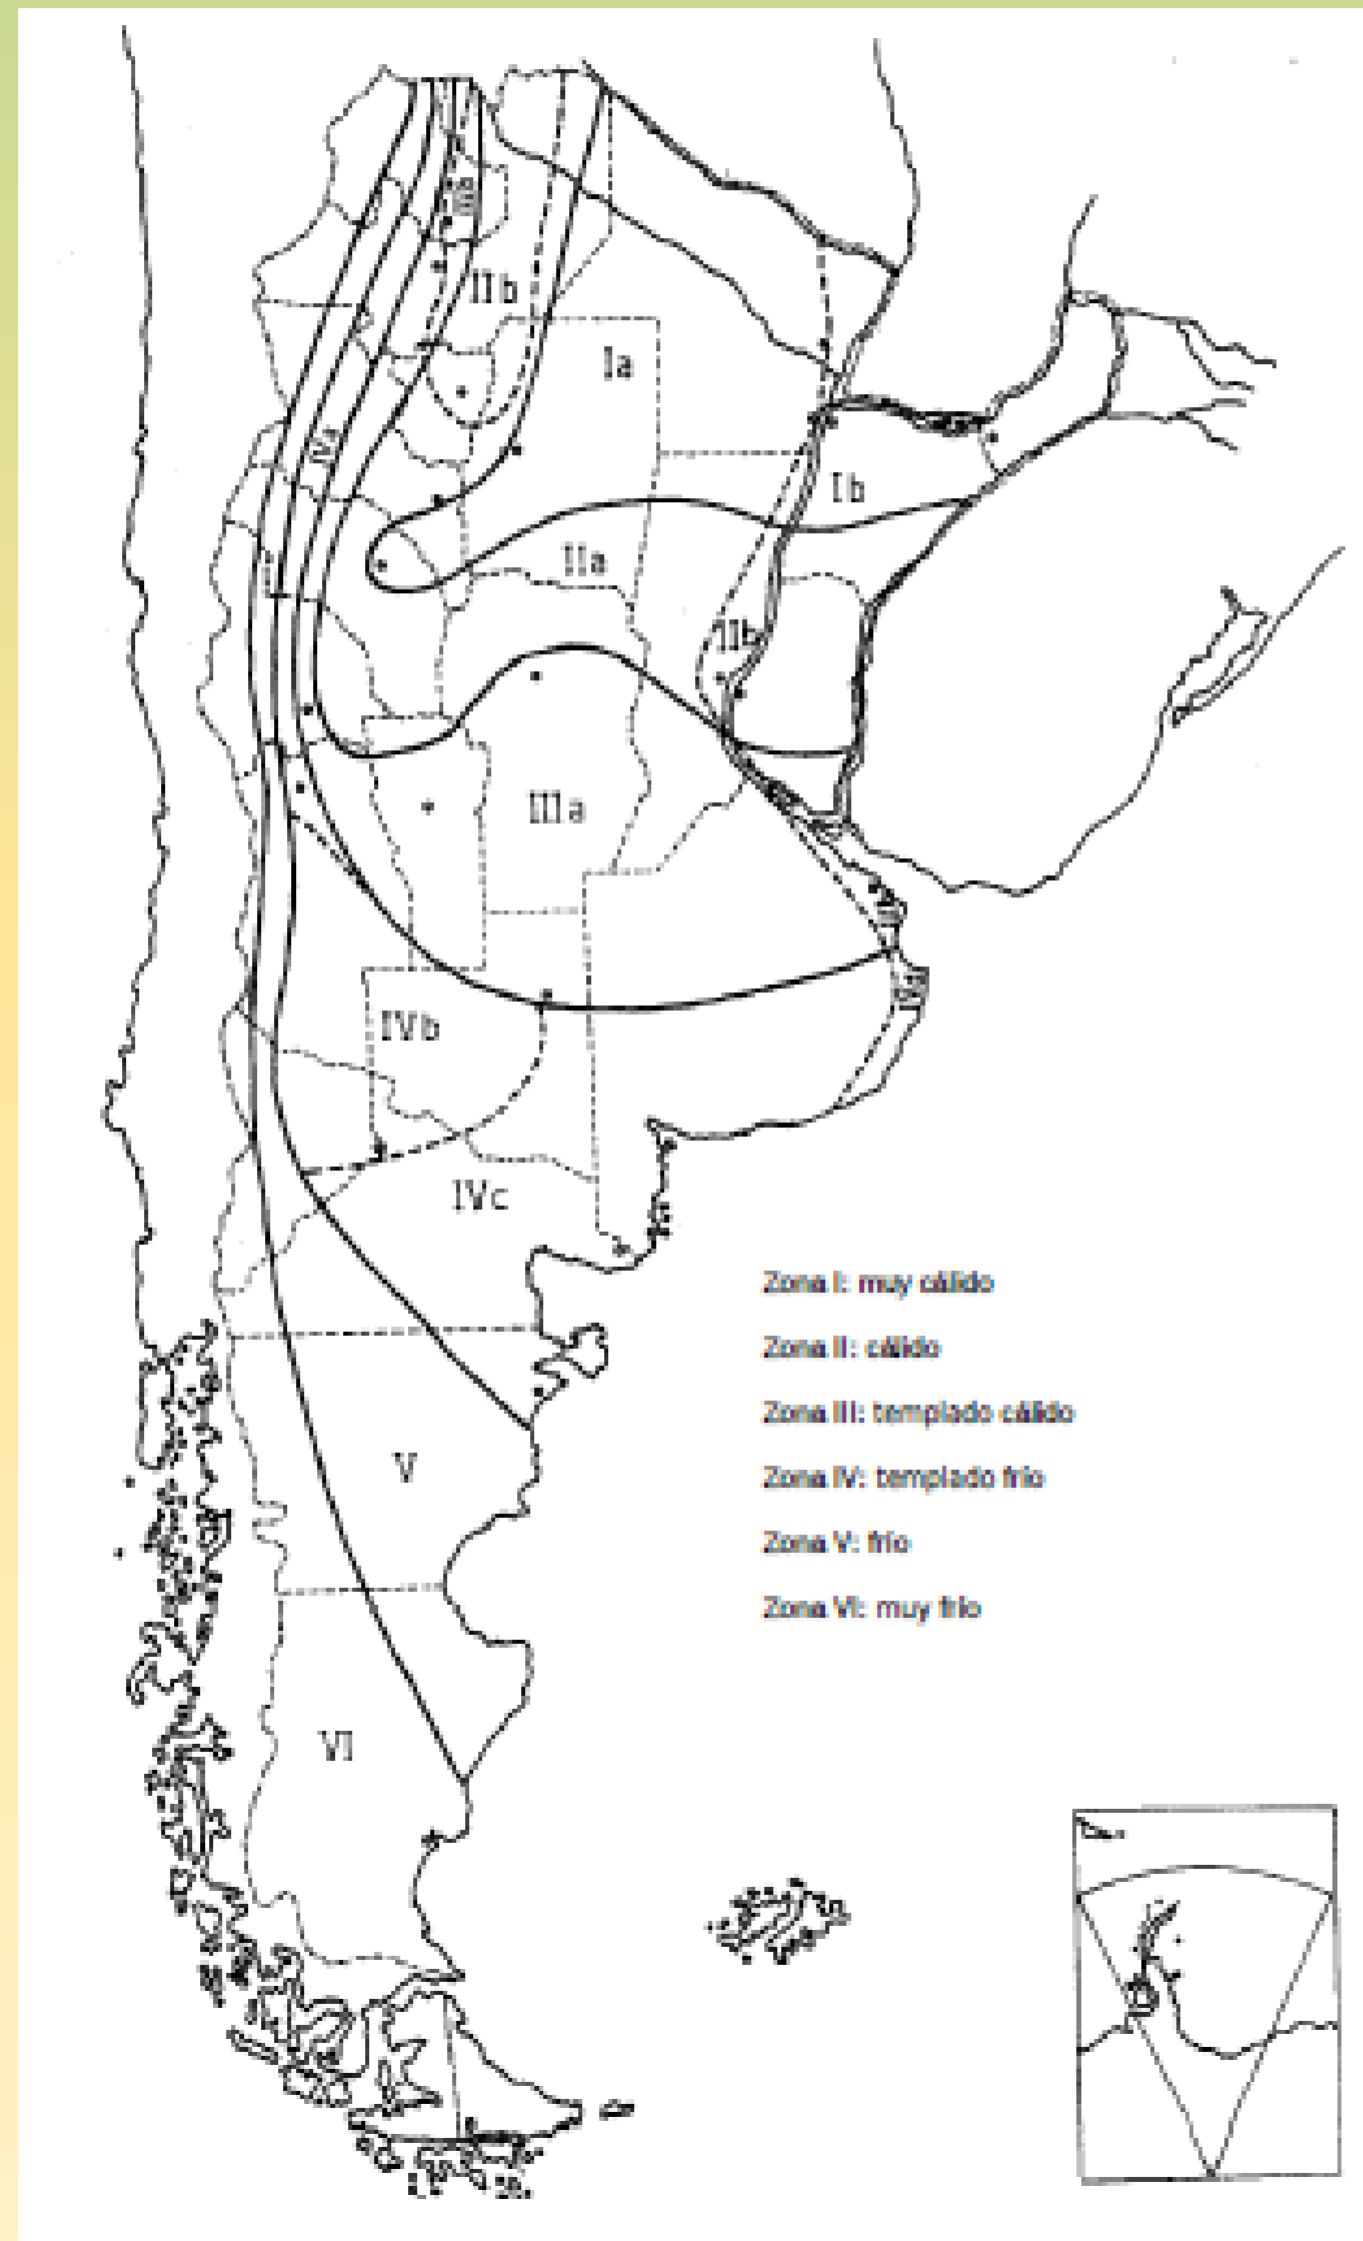 IIb
Ia
IVa
Ib
IIa
IIb
IIIa
IVb
IVc
Zona I: muy cálido
Zona II: cálido
Zona III: templado cálido
Zona IV: templado frío
V
Zona V: frío
Zona VI: muy frío
VI